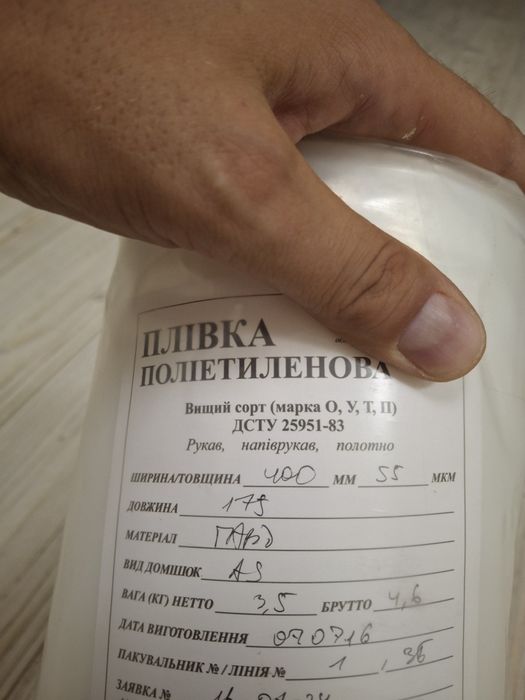 ПЛІВКА
ПОЛІЕТИЛЕНОВА
Вищий сорт (марка О, У, Т, П)
ДСТУ 25951-83
Рукав, напіврукав, полотно
ШИРИНА/ТОВЩИНА 400 ММ 55 МКМ
ДОВЖИНА 175
МАТЕРІАЛ
ВИД ДОМІШОК AS
ВАГА (КГ) НЕТТО 3,5 БРУТТО 4,6
ДАТА ВИГОТОВЛЕННЯ 070716
ПАКУВАЛЬНИК № / ЛІНІЯ № 1, 36
ЗАЯВКА №